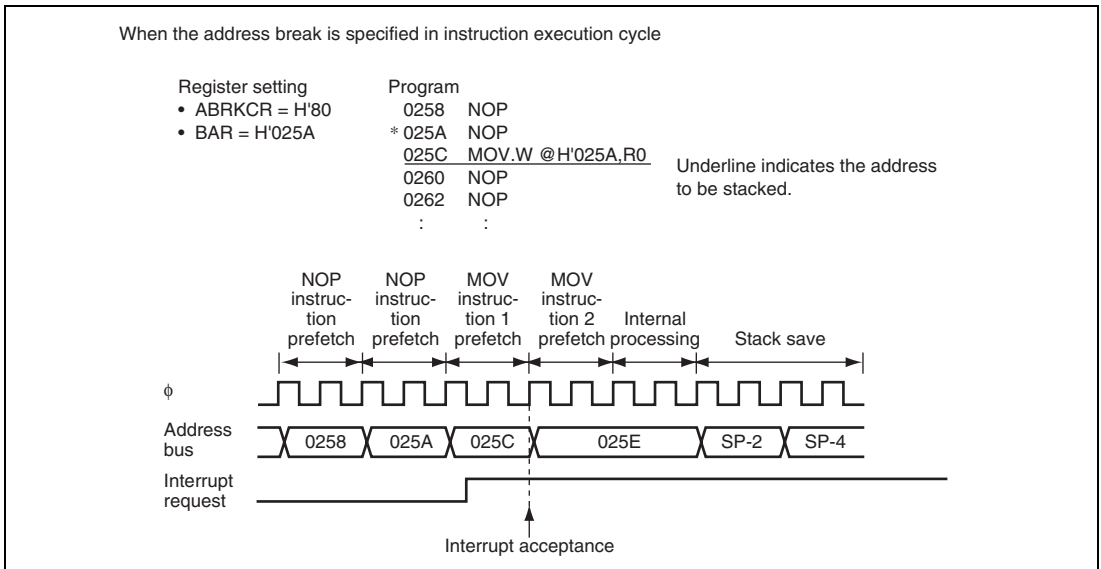 When the address break is specified in instruction execution cycle
Register setting
• ABRKCR = H'80
• BAR = H'025A
Program
0258 NOP
* 025A NOP
025C MOV.W @H'025A,R0
0260 NOP
0262 NOP
: :
Underline indicates the address
to be stacked.
NOP
instruc-
tion
prefetch
NOP
instruc-
tion
prefetch
MOV
instruc-
tion 1
prefetch
MOV
instruc-
tion 2
prefetch
Internal
processing
Stack save
φ
Address
bus
0258 025A 025C 025E SP-2 SP-4
Interrupt
request
Interrupt acceptance